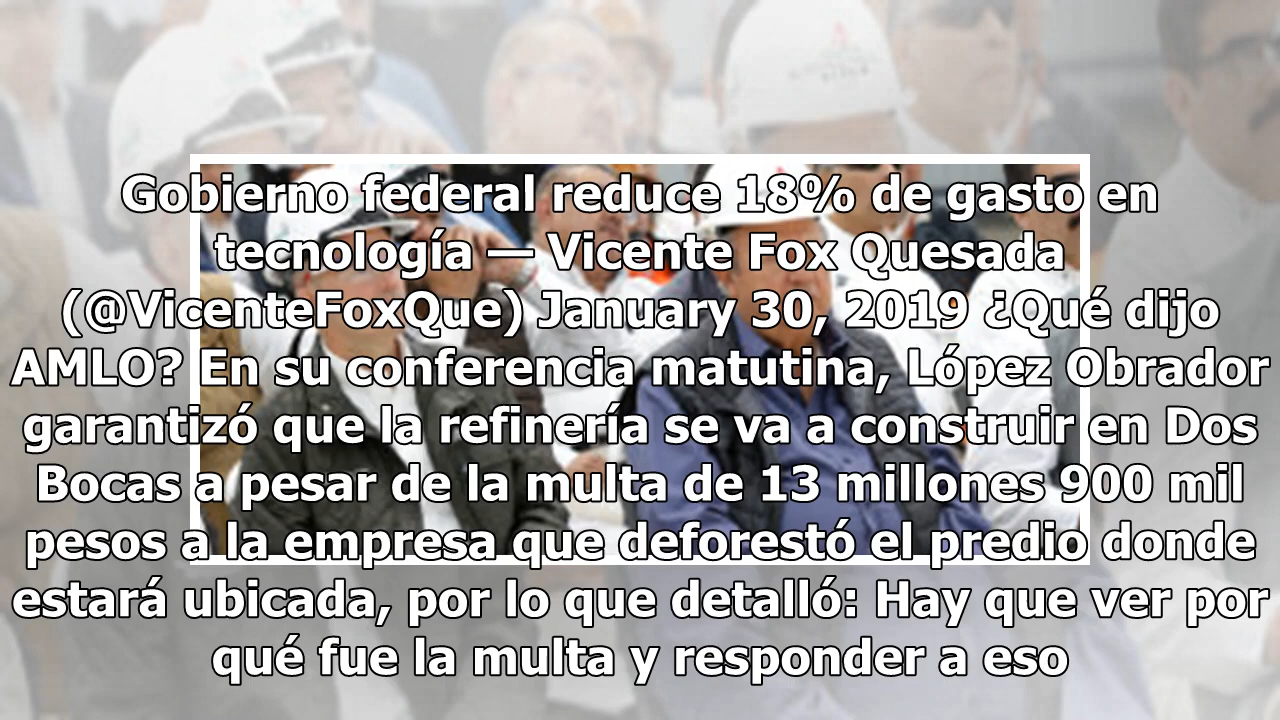 Gobierno federal reduce 18% de gasto en
tecnología — Vicente Fox Quesada
(@VicenteFoxQue) January 30, 2019 ¿Qué dijo
AMLO? En su conferencia matutina, López Obrador
garantizó que la refinería se va a construir en Dos
Bocas a pesar de la multa de 13 millones 900 mil
pesos a la empresa que deforestó el predio donde
estará ubicada, por lo que detalló: Hay que ver por
qué fue la multa y responder a eso